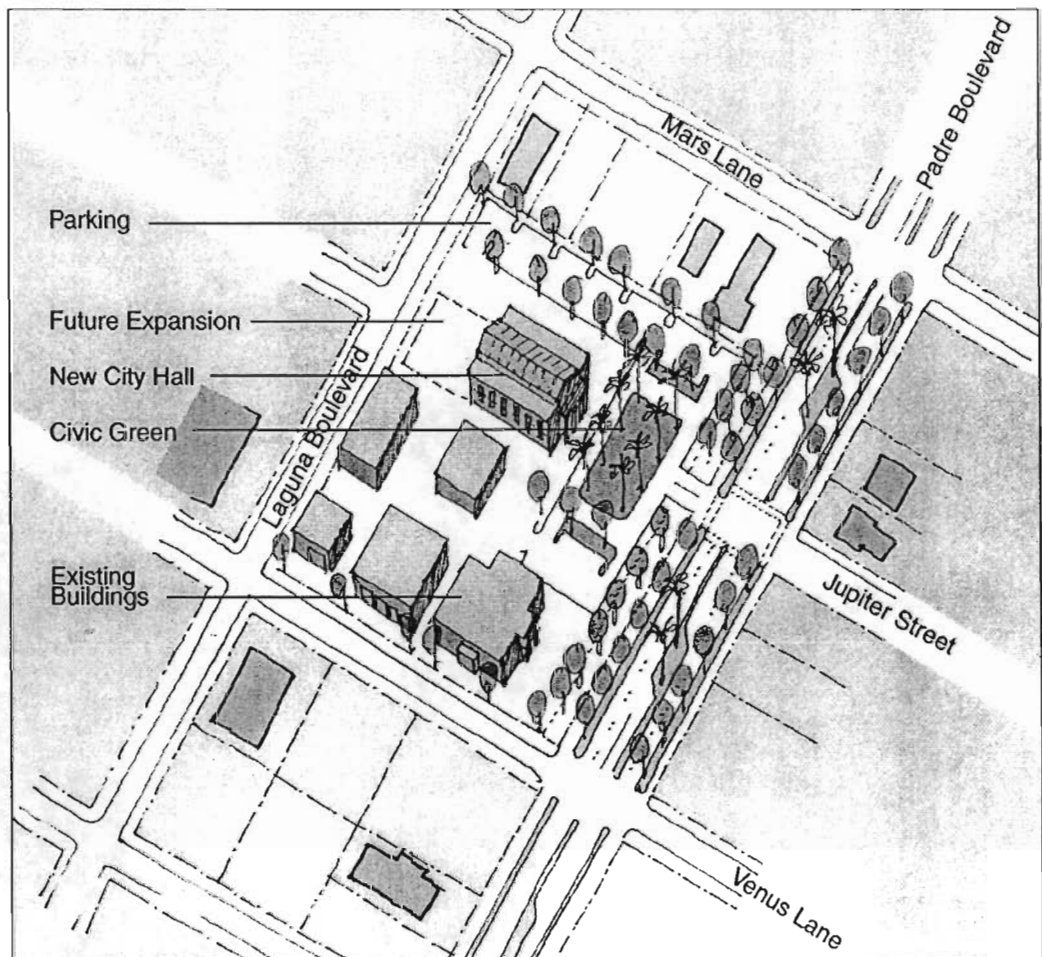 Mars Lane
Padre Boulevard
Parking
Future Expansion
New City Hall
Civic Green
Laguna Boulevard
Existing
Buildings
Jupiter Street
Venus Lane